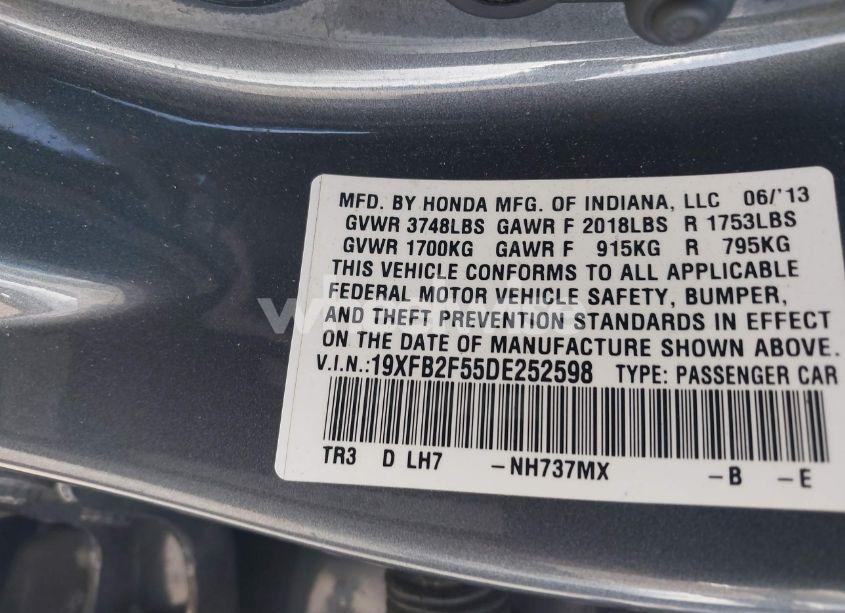 MFD. BY HONDA MFG. OF INDIANA, LLC 06/'13
GVWR 3748LBS GAWR F 2018LBS R 1753LBS
GVWR 1700KG GAWR F 915KG R 795KG
THIS VEHICLE CONFORMS TO ALL APPLICABLE
FEDERAL MOTOR VEHICLE SAFETY, BUMPER,
AND THEFT PREVENTION STANDARDS IN EFFECT
ON THE DATE OF MANUFACTURE SHOWN ABOVE.
V.I.N.:19XFB2F55DE252598 TYPE: PASSENGER CAR
TR3 D LH7 -NH737MX -B -E